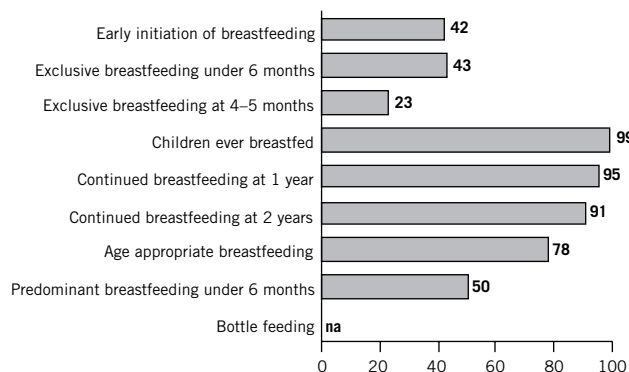 Early initiation of breastfeeding 42
Exclusive breastfeeding under 6 months 43
Exclusive breastfeeding at 4–5 months 23
Children ever breastfed 99
Continued breastfeeding at 1 year 95
Continued breastfeeding at 2 years 91
Age appropriate breastfeeding 78
Predominant breastfeeding under 6 months 50
Bottle feeding na
0 20 40 60 80 100